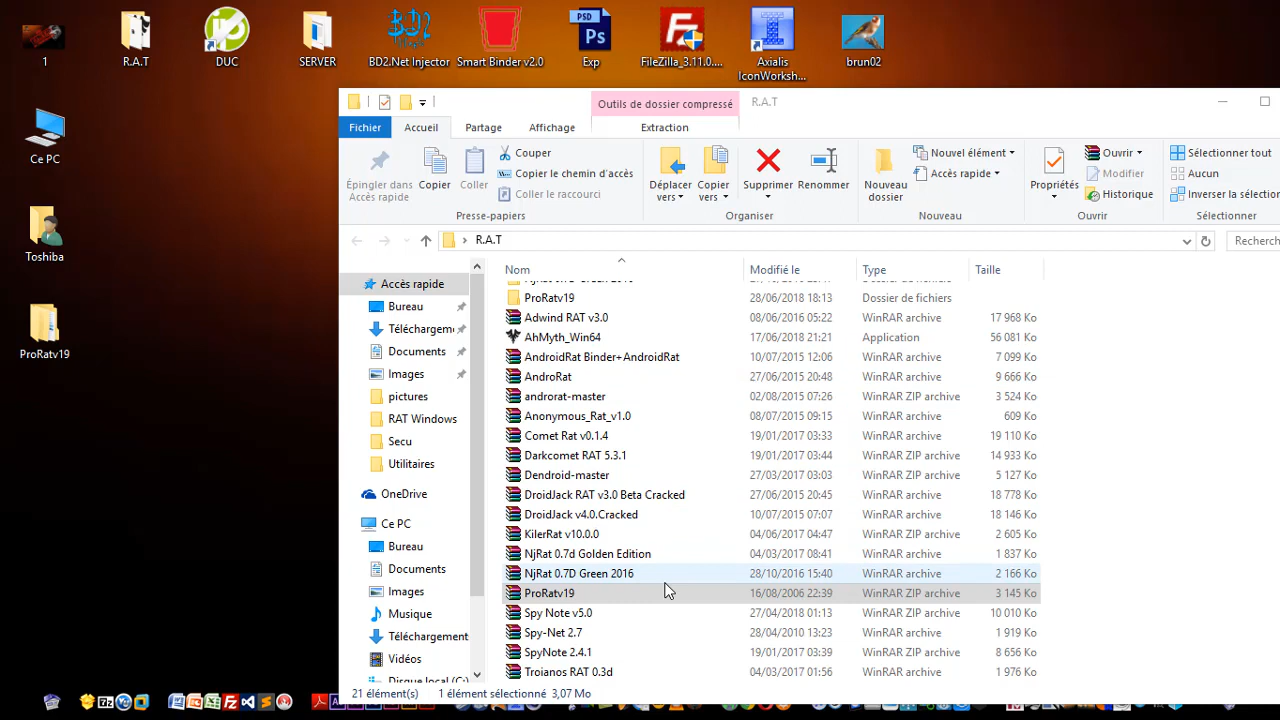 1
R.A.T
DUC
SERVER
BD2.Net Injector
Smart Binder v2.0
PSD
Ps
Exp
FileZilla_3.11.0....
Axialis IconWorksh...
brun02
Ce PC
Toshiba
ProRatv19
Outils de dossier compressé
R.A.T
Fichier
Accueil
Partage
Affichage
Extraction
Épingler dans Accès rapide
Copier
Coller
Couper
Copier le chemin d'accès
Coller le raccourci
Presse-papiers
Déplacer vers
Copier vers
Supprimer
Renommer
Organiser
Nouveau dossier
Nouvel élément
Accès rapide
Nouveau
Propriétés
Ouvrir
Modifier
Historique
Ouvrir
Sélectionner tout
Aucun
Inverser la sélection
Sélectionner
R.A.T
Recherc
Nom Modifié le Type Taille
ProRatv19 28/06/2018 18:13 Dossier de fichiers
Adwind RAT v3.0 08/06/2016 05:22 WinRAR archive 17 968 Ko
AhMyth_Win64 17/06/2018 21:21 Application 56 081 Ko
AndroidRat Binder+AndroidRat 10/07/2015 12:06 WinRAR archive 7 099 Ko
AndroRat 27/06/2015 20:48 WinRAR archive 9 666 Ko
androrat-master 02/08/2015 07:26 WinRAR ZIP archive 3 524 Ko
Anonymous_Rat_v1.0 08/07/2015 09:15 WinRAR archive 609 Ko
Comet Rat v0.1.4 19/01/2017 03:33 WinRAR archive 19 110 Ko
Darkcomet RAT 5.3.1 19/01/2017 03:44 WinRAR ZIP archive 14 933 Ko
Dendroid-master 27/03/2017 03:03 WinRAR ZIP archive 5 127 Ko
DroidJack RAT v3.0 Beta Cracked 27/06/2015 20:45 WinRAR ZIP archive 18 778 Ko
DroidJack v4.0.Cracked 10/07/2015 07:07 WinRAR archive 18 146 Ko
KilerRat v10.0.0 04/06/2017 04:47 WinRAR ZIP archive 2 605 Ko
NjRat 0.7d Golden Edition 04/03/2017 08:41 WinRAR archive 1 837 Ko
NjRat 0.7D Green 2016 28/10/2016 15:40 WinRAR ZIP archive 2 166 Ko
ProRatv19 16/08/2006 22:39 WinRAR ZIP archive 3 145 Ko
Spy Note v5.0 27/04/2018 01:13 WinRAR archive 10 010 Ko
Spy-Net 2.7 28/04/2010 13:23 WinRAR archive 1 919 Ko
SpyNote 2.4.1 19/01/2017 03:39 WinRAR archive 8 656 Ko
Troianos RAT 0.3d 04/03/2017 01:56 WinRAR archive 1 976 Ko
Accès rapide
Bureau
Téléchargem
Documents
Images
pictures
RAT Windows
Secu
Utilitaires
OneDrive
Ce PC
Bureau
Documents
Images
Musique
Téléchargement
Vidéos
Disque local (C:)
21 élément(s) 1 élément sélectionné 3,07 Mo